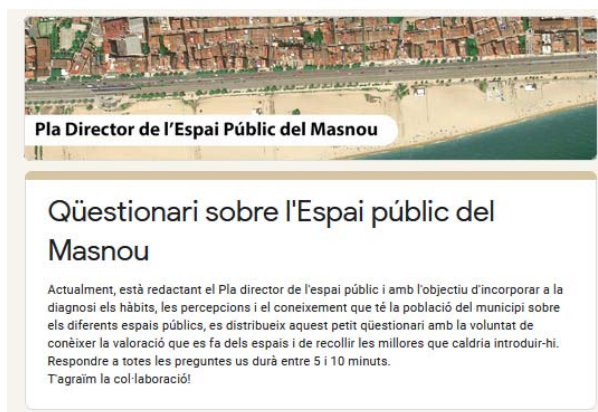 Pla Director de l'Espai Públic del Masnou
Qüestionari sobre l'Espai públic del
Masnou
Actualment, està redactant el Pla director de l'espai públic i amb l'objectiu d'incorporar a la
diagnosi els hàbits, les percepcions i el coneixement que té la població del municipi sobre
els diferents espais públics, es distribueix aquest petit qüestionari amb la voluntat de
conèixer la valoració que es fa dels espais i de recollir les millores que caldria introduir-hi.
Respondre a totes les preguntes us durà entre 5 i 10 minuts.
T'agraïm la col·laboració!